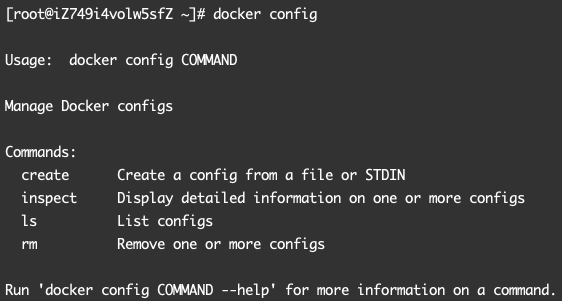 [root@iZ749i4volw5sfZ ~]# docker config
Usage:  docker config COMMAND
Manage Docker configs
Commands:
  create      Create a config from a file or STDIN
  inspect     Display detailed information on one or more configs
  ls          List configs
  rm          Remove one or more configs
Run 'docker config COMMAND --help' for more information on a command.